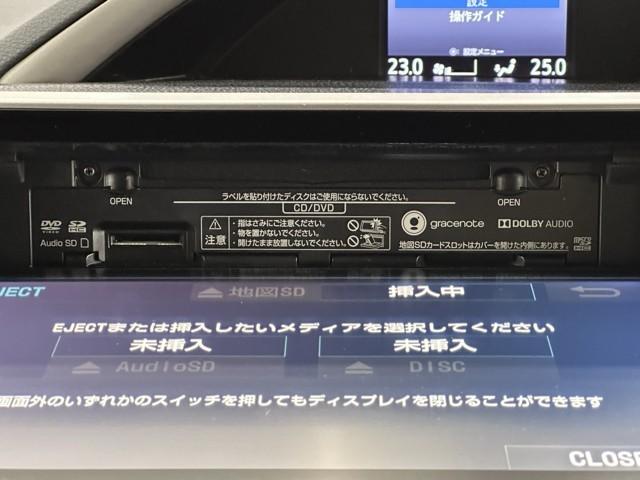 設定
操作ガイド
設定メニュー
23.0
25.0
OPEN
OPEN
ラベルを貼り付けたディスクはご使用にならないでください。
CD/DVD
DVD VIDEO
SD HC
Audio SD
注意
・指はさみにご注意ください。
・物を置かないでください。
・開けたまま放置しないでください。
gracenote
DOLBY AUDIO
地図SDカードスロットはカバーを開けた内側にあります。
JECT
地図SD
挿入中
EJECTまたは挿入したいメディアを選択してください
未挿入
未挿入
AudioSD
DISC
画面外のいずれかのスイッチを押してもディスプレイを閉じることができます
CLOSE